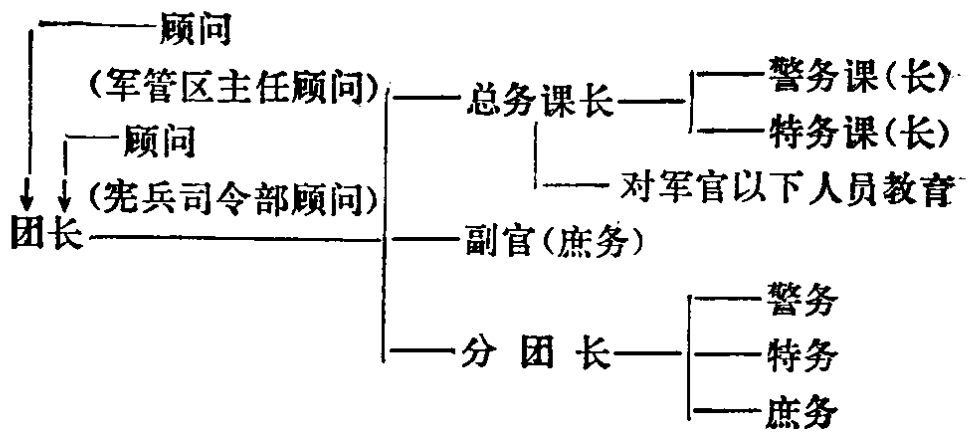 顾问
(军管区主任顾问)
总务课长
警务课(长)
顾问
特务课(长)
(宪兵司令部顾问)
对军官以下人员教育
团长
副官(庶务)
警务
分团长
特务
庶务